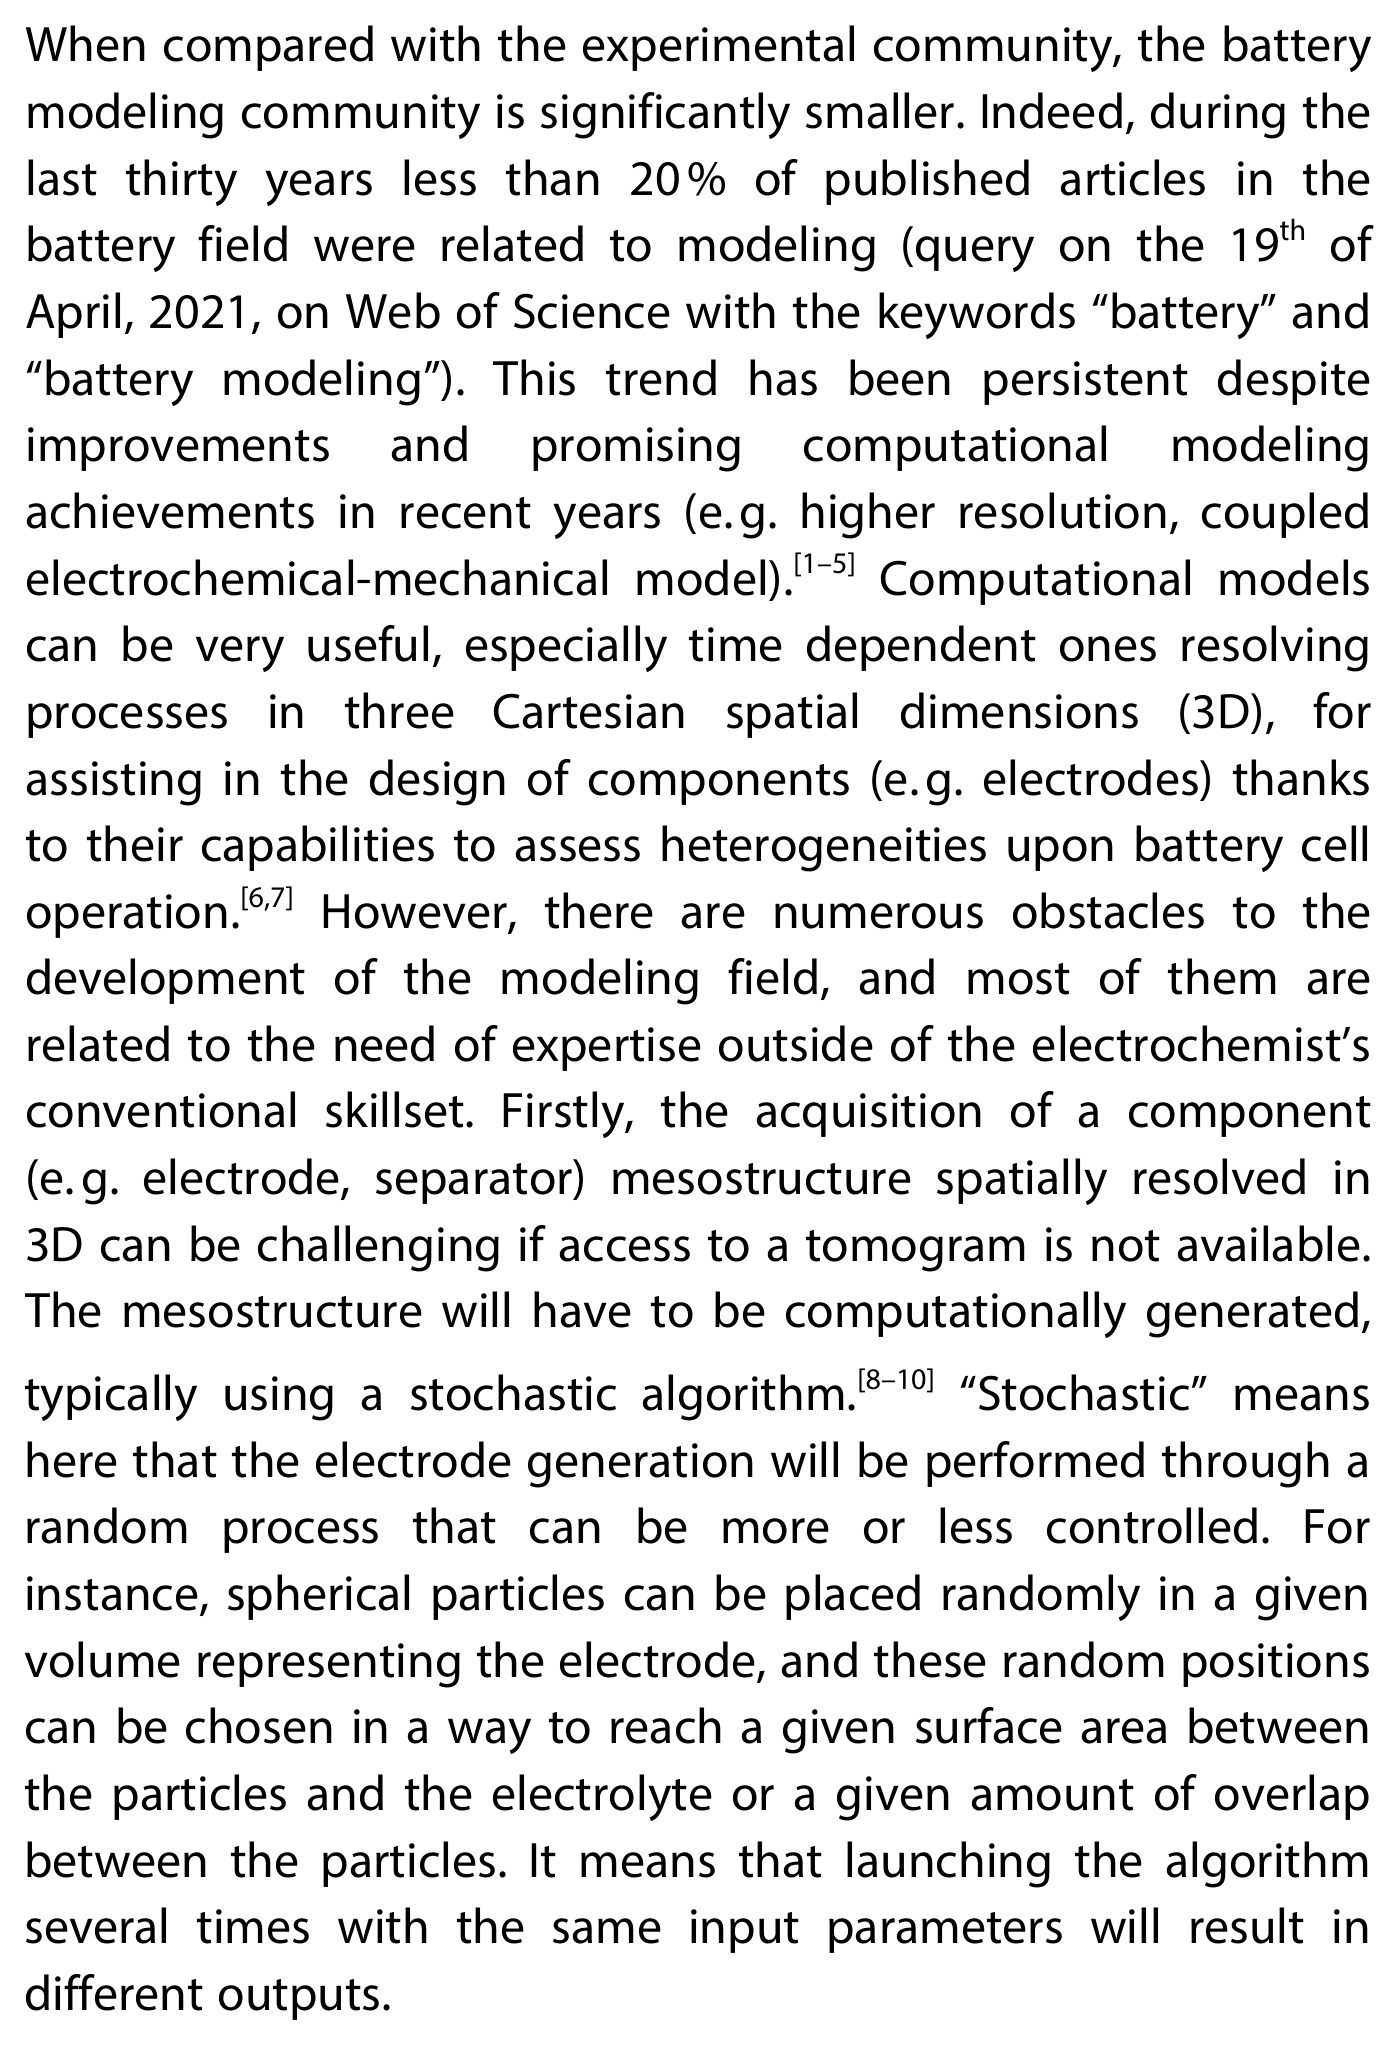 When compared with the experimental community, the battery
modeling community is significantly smaller. Indeed, during the
last thirty years less than 20 % of published articles in the
battery field were related to modeling (query on the 19th of
April, 2021, on Web of Science with the keywords “battery” and
“battery modeling”). This trend has been persistent despite
improvements and promising computational modeling
achievements in recent years (e. g. higher resolution, coupled
electrochemical-mechanical model).[1–5] Computational models
can be very useful, especially time dependent ones resolving
processes in three Cartesian spatial dimensions (3D), for
assisting in the design of components (e. g. electrodes) thanks
to their capabilities to assess heterogeneities upon battery cell
operation.[6,7] However, there are numerous obstacles to the
development of the modeling field, and most of them are
related to the need of expertise outside of the electrochemist’s
conventional skillset. Firstly, the acquisition of a component
(e. g. electrode, separator) mesostructure spatially resolved in
3D can be challenging if access to a tomogram is not available.
The mesostructure will have to be computationally generated,
typically using a stochastic algorithm.[8–10] “Stochastic” means
here that the electrode generation will be performed through a
random process that can be more or less controlled. For
instance, spherical particles can be placed randomly in a given
volume representing the electrode, and these random positions
can be chosen in a way to reach a given surface area between
the particles and the electrolyte or a given amount of overlap
between the particles. It means that launching the algorithm
several times with the same input parameters will result in
different outputs.